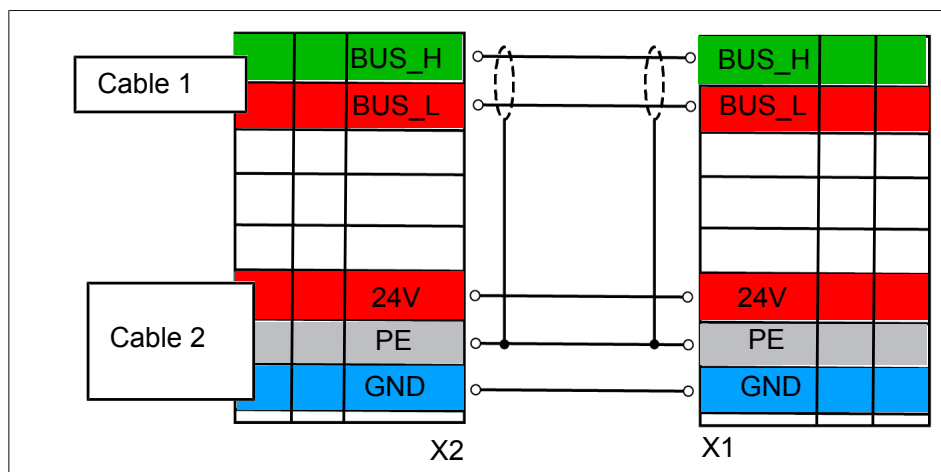 Cable 1
BUS_H
BUS_L
BUS_H
BUS_L
Cable 2
24V
PE
GND
24V
PE
GND
X2
X1